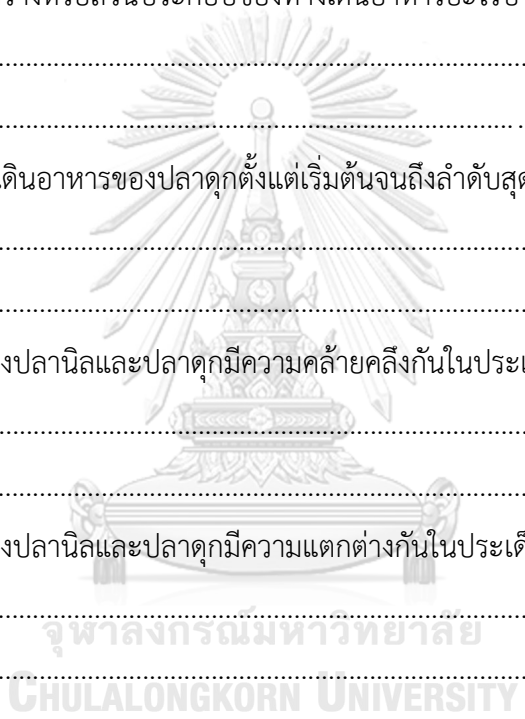 ..........................................................................................
.......................................................................................... .
เดินอาหารของปลาดุกตั้งแต่เริ่มต้นจนถึงลำดับสุด
..........................................................................................
..........................................................................................
งปลานิลและปลาดุกมีความคล้ายคลึงกันในประเ
..........................................................................................
..........................................................................................
งปลานิลและปลาดุกมีความแตกต่างกันในประเด็
..........................................................................................
จุฬาลงกรณ์มหาวิทยาลัย
..........................................................................................
CHULALONGKORN UNIVERSITY